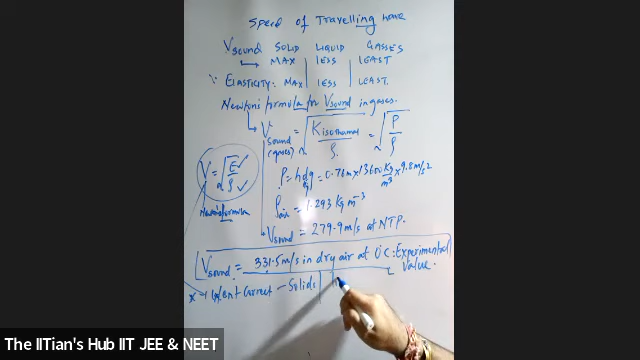 Speed of Travelling wave
Vsound SOLID LIQUID GASSES
→ MAX | LESS | LEAST
∵ ELASTICITY: MAX | LESS | LEAST.
Newton's formula for Vsound in gases.
Vsound (gases) = √(Kisothermal/ρ) = √(P/ρ)
V = √(E/ρ)
Newton's formula
P = hdg = 0.76m × 13600 Kg/m³ × 9.8 m/s²
ρair = 1.293 Kg m⁻³
Vsound = 279.9 m/s at NTP.
Vsound = 331.5 m/s in dry air at 0°C: Experimental Value.
Correct - Solids |
The IITian's Hub IIT JEE & NEET